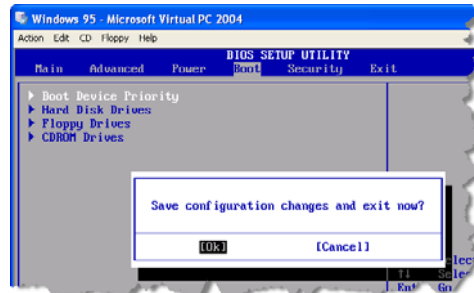 Windows 95 - Microsoft Virtual PC 2004
Action Edit CD Floppy Help
BIOS SETUP UTILITY
Main Advanced Power Boot Security Exit
Boot Device Priority
Hard Disk Drives
Floppy Drives
CDROM Drives
Save configuration changes and exit now?
[Ok] [Cancel]